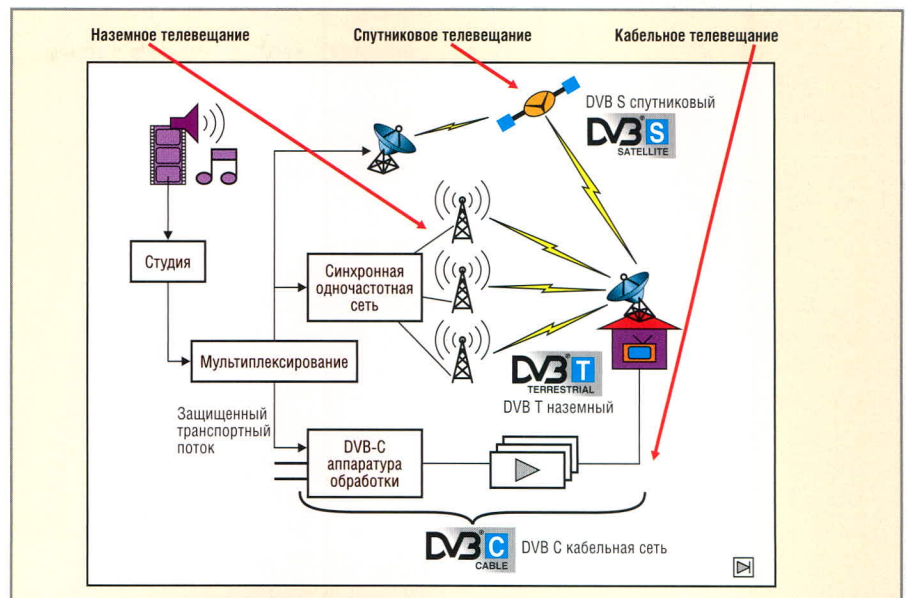 Наземное телевещание
Спутниковое телевещание
Кабельное телевещание
DVB S спутниковый
DVB S
SATELLITE
Студия
Синхронная
одночастотная
сеть
Мультиплексирование
DVB T
TERRESTRIAL
DVB T наземный
Защищенный
транспортный
поток
DVB-C
аппаратура
обработки
DVB C
CABLE
DVB C кабельная сеть